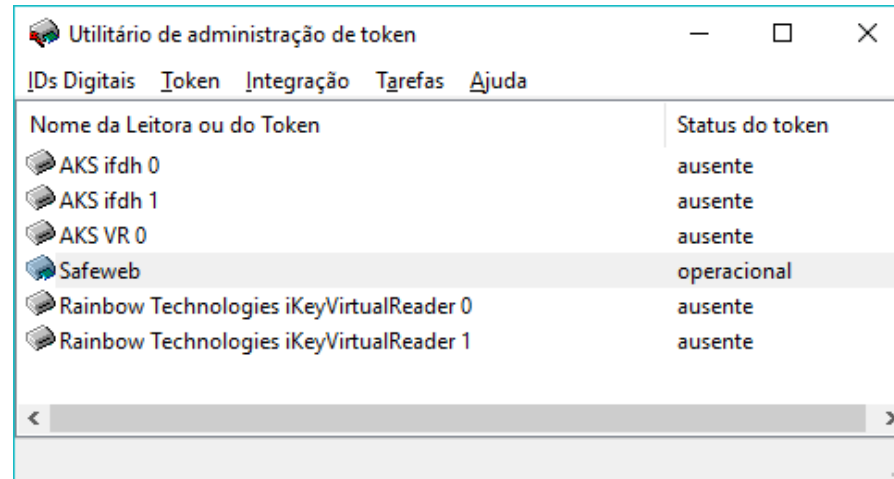 Utilitário de administração de token
IDs Digitais Token Integração Tarefas Ajuda
Nome da Leitora ou do Token Status do token
AKS ifdh 0 ausente
AKS ifdh 1 ausente
AKS VR 0 ausente
Safeweb operacional
Rainbow Technologies iKeyVirtualReader 0 ausente
Rainbow Technologies iKeyVirtualReader 1 ausente